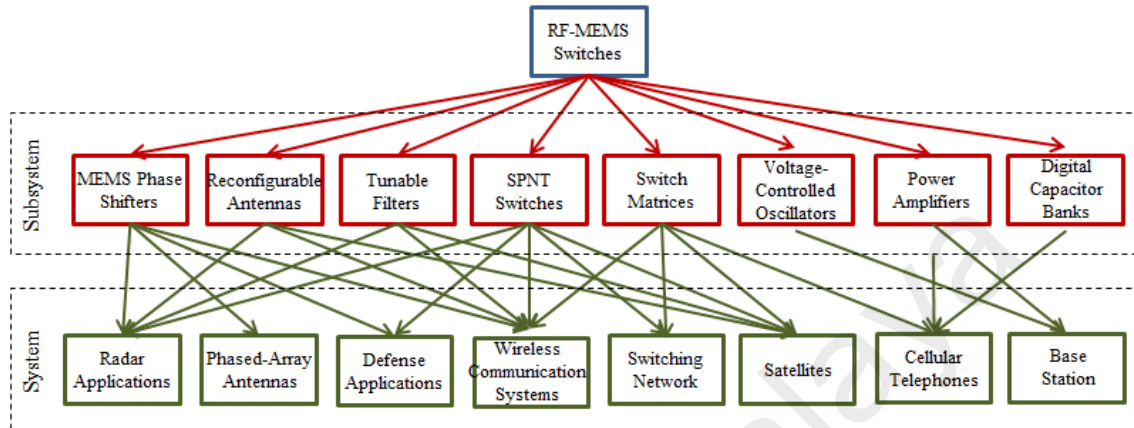 RF-MEMS
Switches
Subsystem
MEMS Phase
Shifters
Reconfigurable
Antennas
Tunable
Filters
SPNT
Switches
Switch
Matrices
Voltage-
Controlled
Oscillators
Power
Amplifiers
Digital
Capacitor
Banks
System
Radar
Applications
Phased-Array
Antennas
Defense
Applications
Wireless
Communication
Systems
Switching
Network
Satellites
Cellular
Telephones
Base
Station
laya